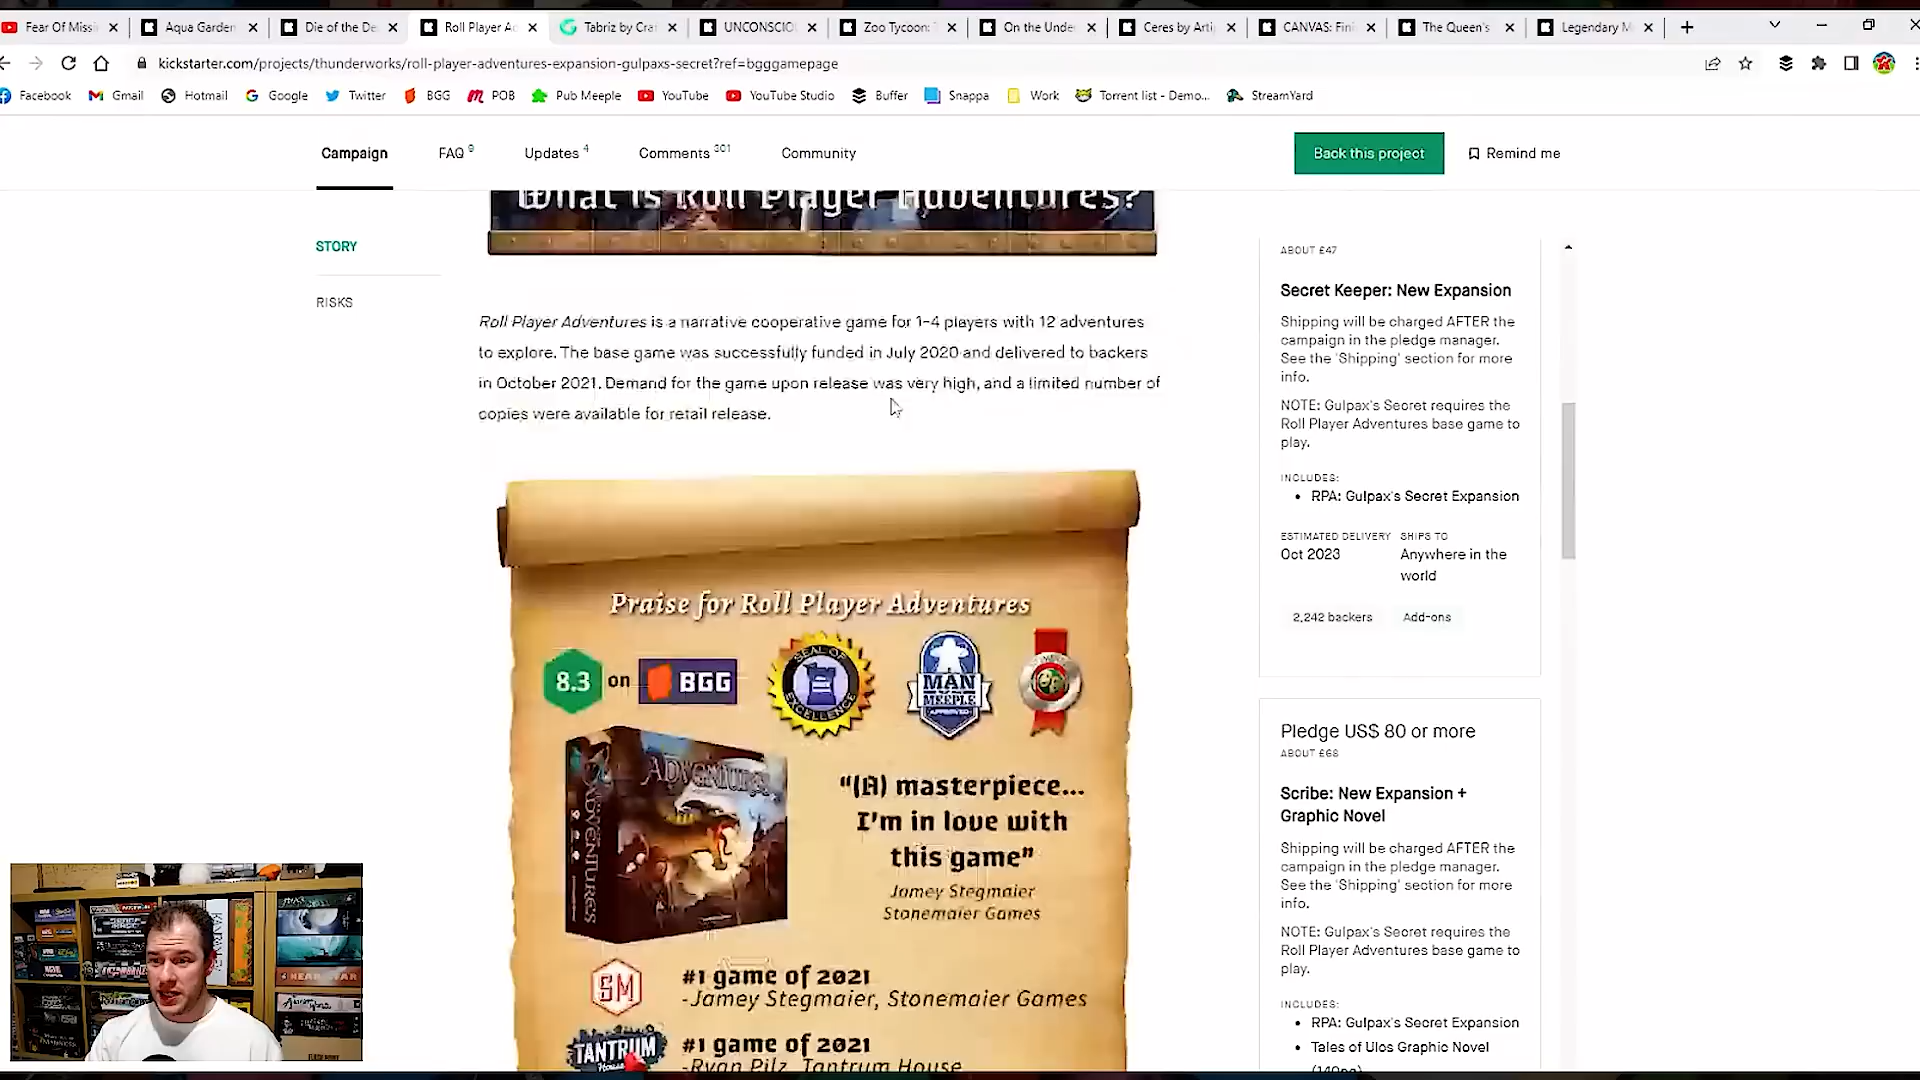 Fear Of Missi
Aqua Garden
Die of the De
Roll Player A
Tabriz by Cra
UNCONSCIO
Zoo Tycoon: T
On the Unde
Ceres by Arti
CANVAS: Fini
The Queen's
Legendary M
kickstarter.com/projects/thunderworks/roll-player-adventures-expansion-gulpaxs-secret?ref=bgggamepage
Facebook
Gmail
Hotmail
Google
Twitter
BGG
POB
Pub Meeple
YouTube
YouTube Studio
Buffer
Snappa
Work
Torrent list - Demo...
StreamYard
Campaign
FAQ 9
Updates 4
Comments 301
Community
Back this project
Remind me
What is Roll Player Adventures?
STORY
RISKS
Roll Player Adventures is a narrative cooperative game for 1-4 players with 12 adventures
to explore. The base game was successfully funded in July 2020 and delivered to backers
in October 2021. Demand for the game upon release was very high, and a limited number of
copies were available for retail release.
Praise for Roll Player Adventures
8.3 on BGG
SEAL OF
EXCELLENCE
MAN
MEEPLE
APPROVED
ADVENTURES
ADVENTURES
"(A) masterpiece...
I'm in love with
this game"
Jamey Stegmaier
Stonemaier Games
SM
#1 game of 2021
-Jamey Stegmaier, Stonemaier Games
TANTRUM
#1 game of 2021
-Ryan Pilz, Tantrum House
ABOUT £47
Secret Keeper: New Expansion
Shipping will be charged AFTER the
campaign in the pledge manager.
See the 'Shipping' section for more
info.
NOTE: Gulpax's Secret requires the
Roll Player Adventures base game to
play.
INCLUDES:
• RPA: Gulpax's Secret Expansion
ESTIMATED DELIVERY
Oct 2023
SHIPS TO
Anywhere in the
world
2,242 backers
Add-ons
Pledge US$ 80 or more
ABOUT £68
Scribe: New Expansion +
Graphic Novel
Shipping will be charged AFTER the
campaign in the pledge manager.
See the 'Shipping' section for more
info.
NOTE: Gulpax's Secret requires the
Roll Player Adventures base game to
play.
INCLUDES:
• RPA: Gulpax's Secret Expansion
• Tales of Ulos Graphic Novel
(140pg)